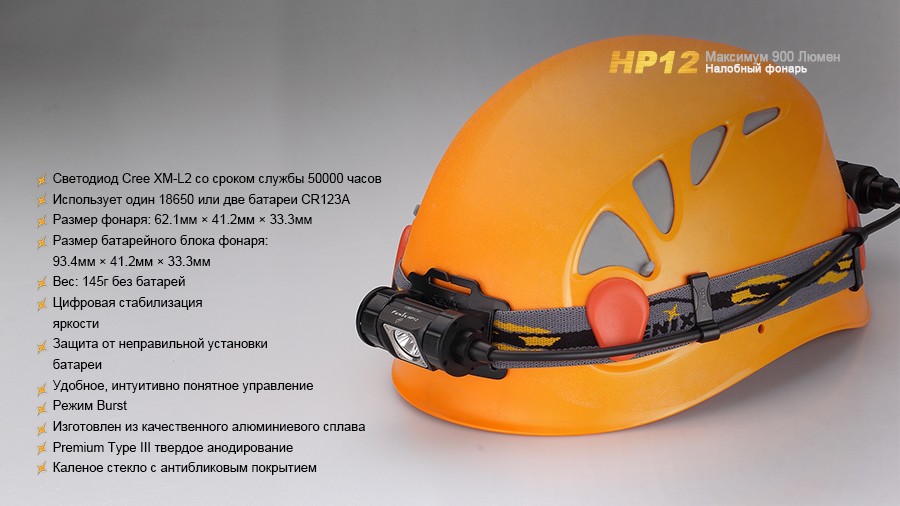 HP12
Максимум 900 Люмен
Налобный фонарь
Светодиод Cree XM-L2 со сроком службы 50000 часов
Использует один 18650 или две батареи CR123A
Размер фонаря: 62.1мм × 41.2мм × 33.3мм
Размер батарейного блока фонаря:
93.4мм × 41.2мм × 33.3мм
Вес: 145г без батарей
Цифровая стабилизация
яркости
Защита от неправильной установки
батареи
Удобное, интуитивно понятное управление
Режим Burst
Изготовлен из качественного алюминиевого сплава
Premium Type III твердое анодирование
Каленое стекло с антибликовым покрытием
ENIX